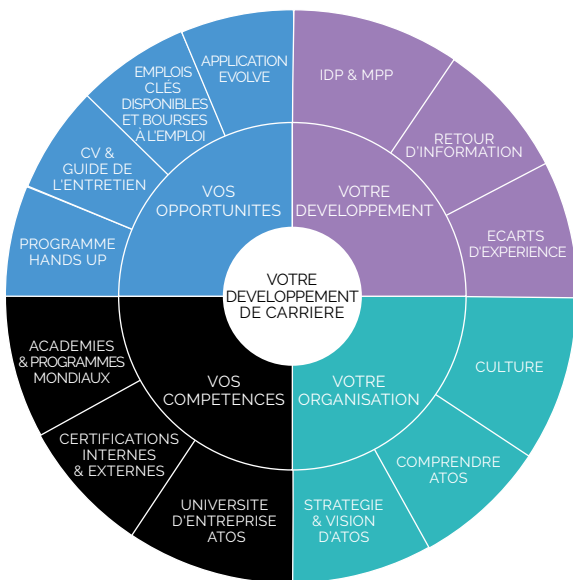 APPLICATION
EVOLVE
EMPLOIS
CLÉS
DISPONIBLES
ET BOURSES
À L'EMPLOI
CV &
GUIDE DE
L'ENTRETIEN
PROGRAMME
HANDS UP
VOS
OPPORTUNITES
IDP & MPP
RETOUR
D'INFORMATION
ECARTS
D'EXPERIENCE
VOTRE
DEVELOPPEMENT
VOTRE
DEVELOPPEMENT
DE CARRIERE
ACADEMIES
& PROGRAMMES
MONDIAUX
CERTIFICATIONS
INTERNES
& EXTERNES
UNIVERSITE
D'ENTREPRISE
ATOS
VOS
COMPETENCES
VOTRE
ORGANISATION
CULTURE
COMPRENDRE
ATOS
STRATEGIE
& VISION
D'ATOS